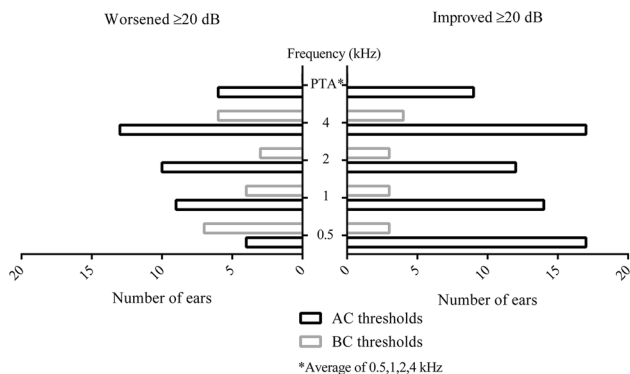 Worsened ≥20 dB
Improved ≥20 dB
Frequency (kHz)
PTA*
4
2
1
0.5
20 15 10 5 0
0 5 10 15 20
Number of ears
Number of ears
AC thresholds
BC thresholds
*Average of 0.5,1,2,4 kHz